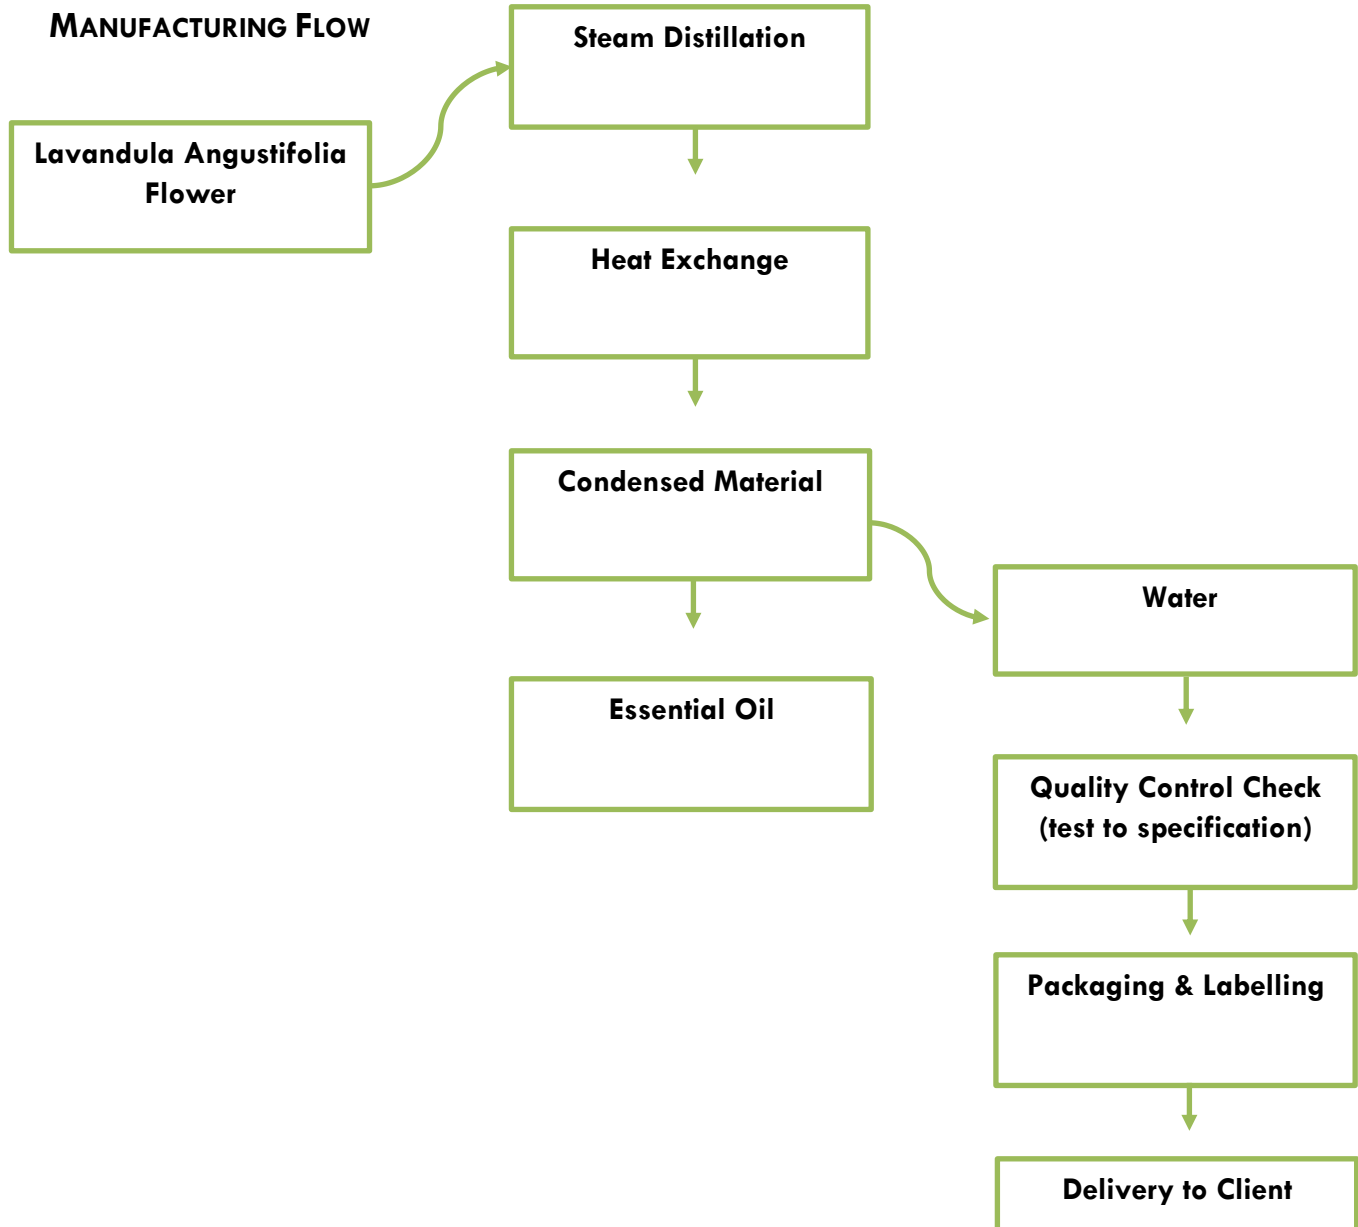 MANUFACTURING FLOW
Steam Distillation
Lavandula Angustifolia
Flower
Heat Exchange
Condensed Material
Water
Essential Oil
Quality Control Check
(test to specification)
Packaging & Labelling
Delivery to Client